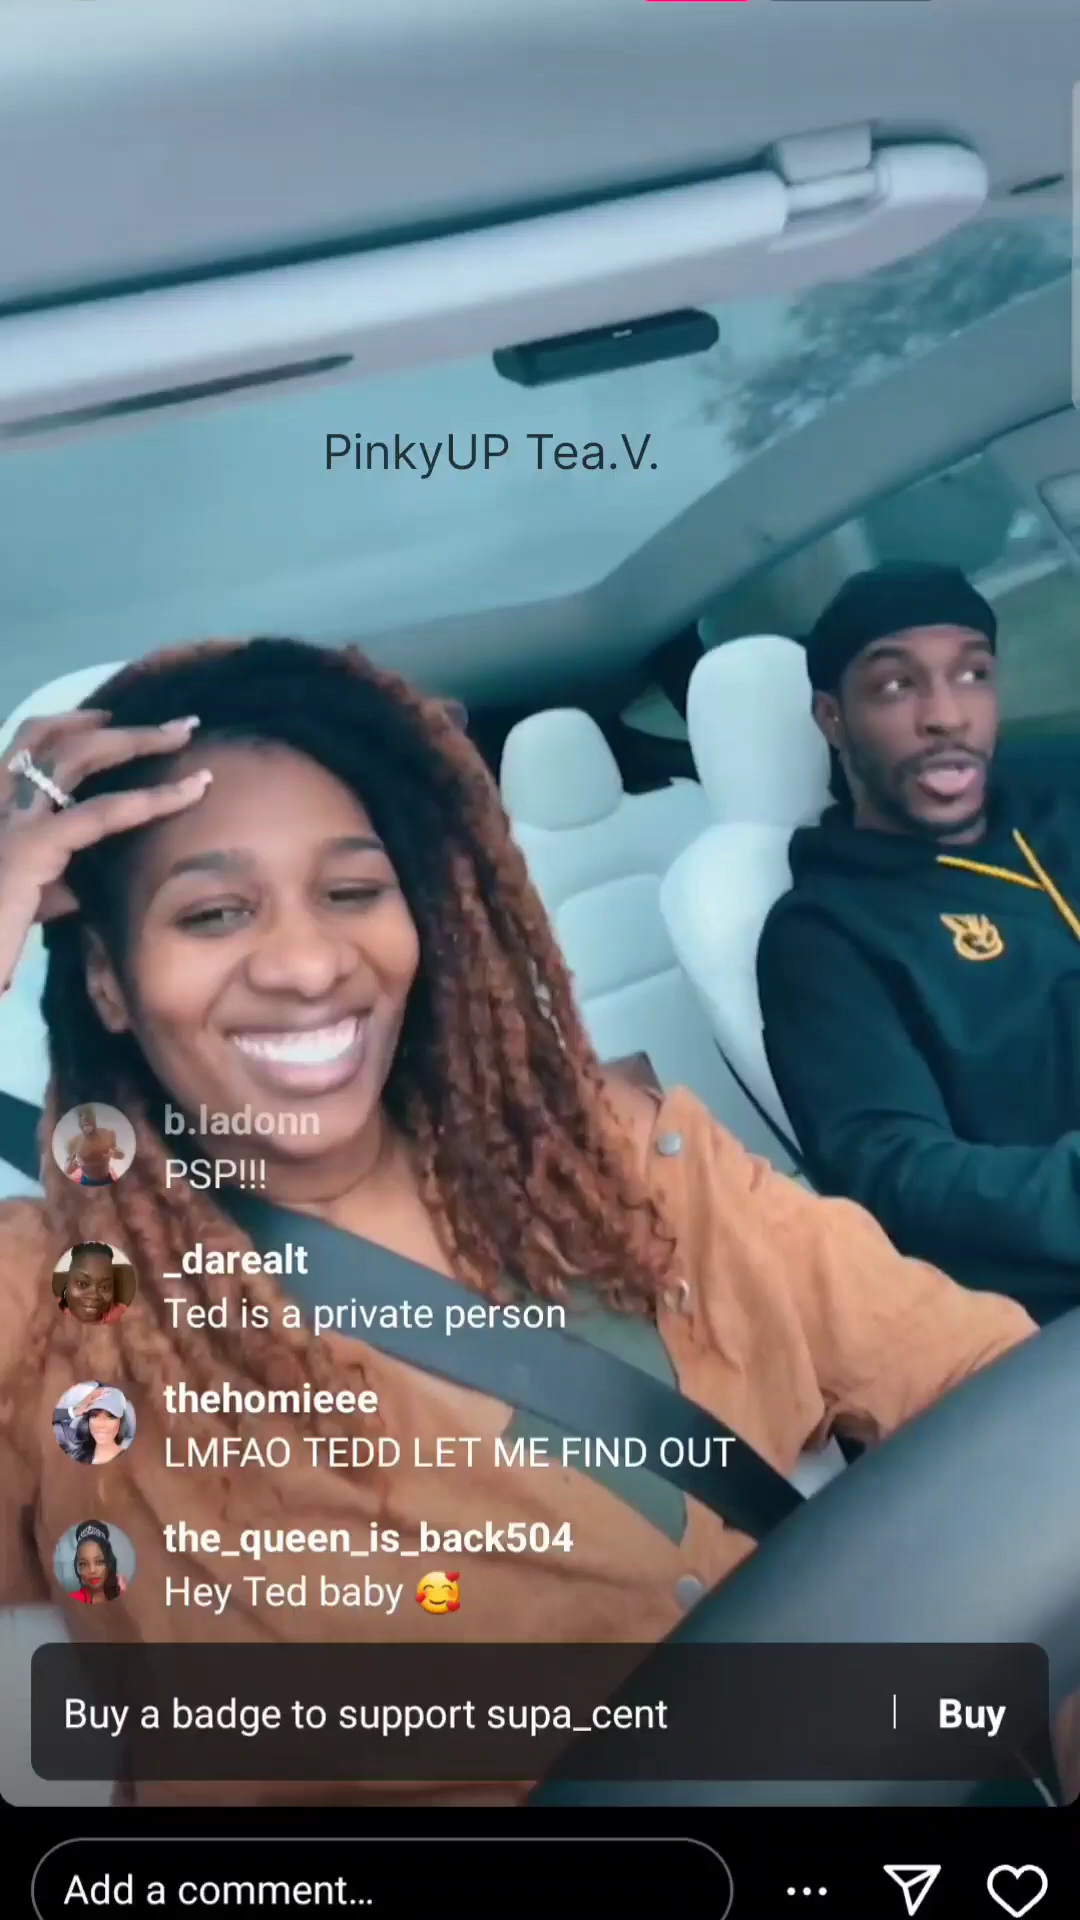 PinkyUP Tea.V.
b.ladonn
PSP!!!
_darealt
Ted is a private person
thehomieee
LMFAO TEDD LET ME FIND OUT
the_queen_is_back504
Hey Ted baby 🥰
Buy a badge to support supa_cent | Buy
Add a comment...